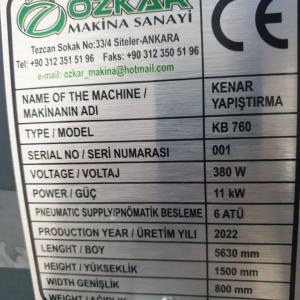 ÖZKAR
MAKİNA SANAYİ
CE
Tezcan Sokak No:33/4 Siteler-ANKARA
Tel:+90 312 351 51 96 Faks: +90 312 350 51 96
e-mail: ozkar_makina@hotmail.com
NAME OF THE MACHINE / MAKİNANIN ADI KENAR YAPIŞTIRMA
TYPE / MODEL KB 760
SERIAL NO / SERİ NUMARASI 001
VOLTAGE / VOLTAJ 380 W
POWER / GÜÇ 11 kW
PNEUMATIC SUPPLY/PNÖMATİK BESLEME 6 ATÜ
PRODUCTION YEAR / ÜRETİM YILI 2022
LENGHT / BOY 5630 mm
HEIGHT / YÜKSEKLİK 1500 mm
WIDTH GENİŞLİK 800 mm